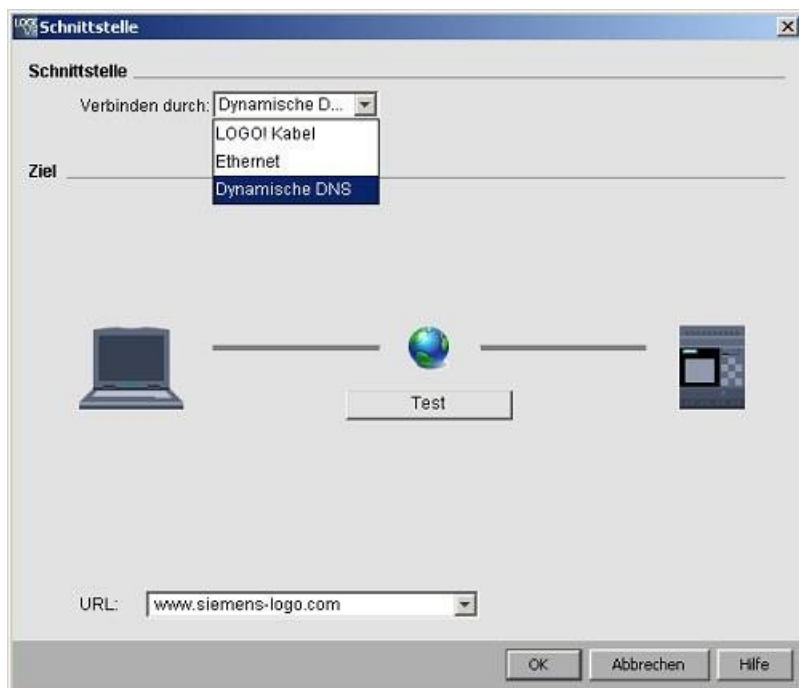 Schnittstelle
Schnittstelle
Verbinden durch: Dynamische D...
LOGO! Kabel
Ethernet
Dynamische DNS
Ziel
Test
URL: www.siemens-logo.com
OK Abbrechen Hilfe